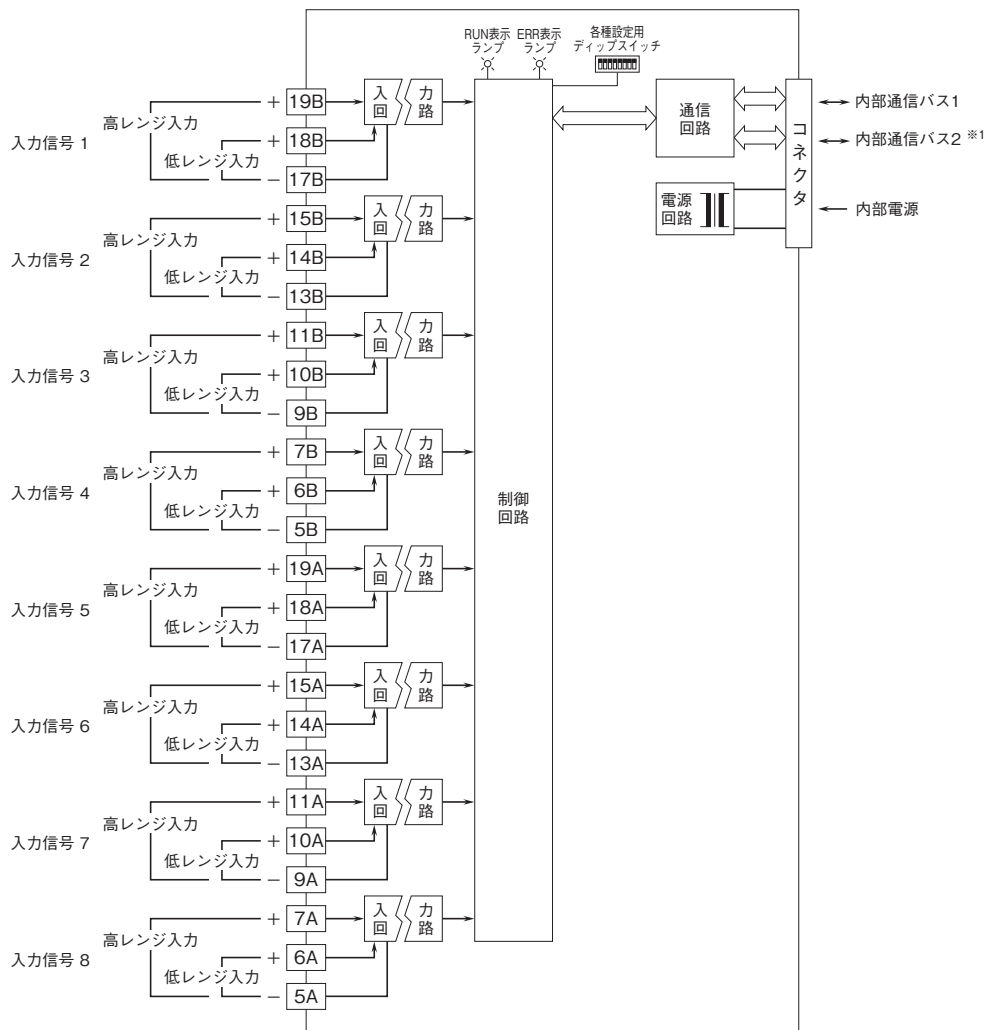 RUN表示
ランプ
ERR表示
ランプ
各種設定用
ディップスイッチ
入力信号 1
高レンジ入力
低レンジ入力
+ 19B
+ 18B
− 17B
入力
回路
入力信号 2
高レンジ入力
低レンジ入力
+ 15B
+ 14B
− 13B
入力
回路
入力信号 3
高レンジ入力
低レンジ入力
+ 11B
+ 10B
− 9B
入力
回路
入力信号 4
高レンジ入力
低レンジ入力
+ 7B
+ 6B
− 5B
入力
回路
入力信号 5
高レンジ入力
低レンジ入力
+ 19A
+ 18A
− 17A
入力
回路
入力信号 6
高レンジ入力
低レンジ入力
+ 15A
+ 14A
− 13A
入力
回路
入力信号 7
高レンジ入力
低レンジ入力
+ 11A
+ 10A
− 9A
入力
回路
入力信号 8
高レンジ入力
低レンジ入力
+ 7A
+ 6A
− 5A
入力
回路
制御
回路
通信
回路
電源
回路
コネクタ
内部通信バス1
内部通信バス2 ※1
内部電源